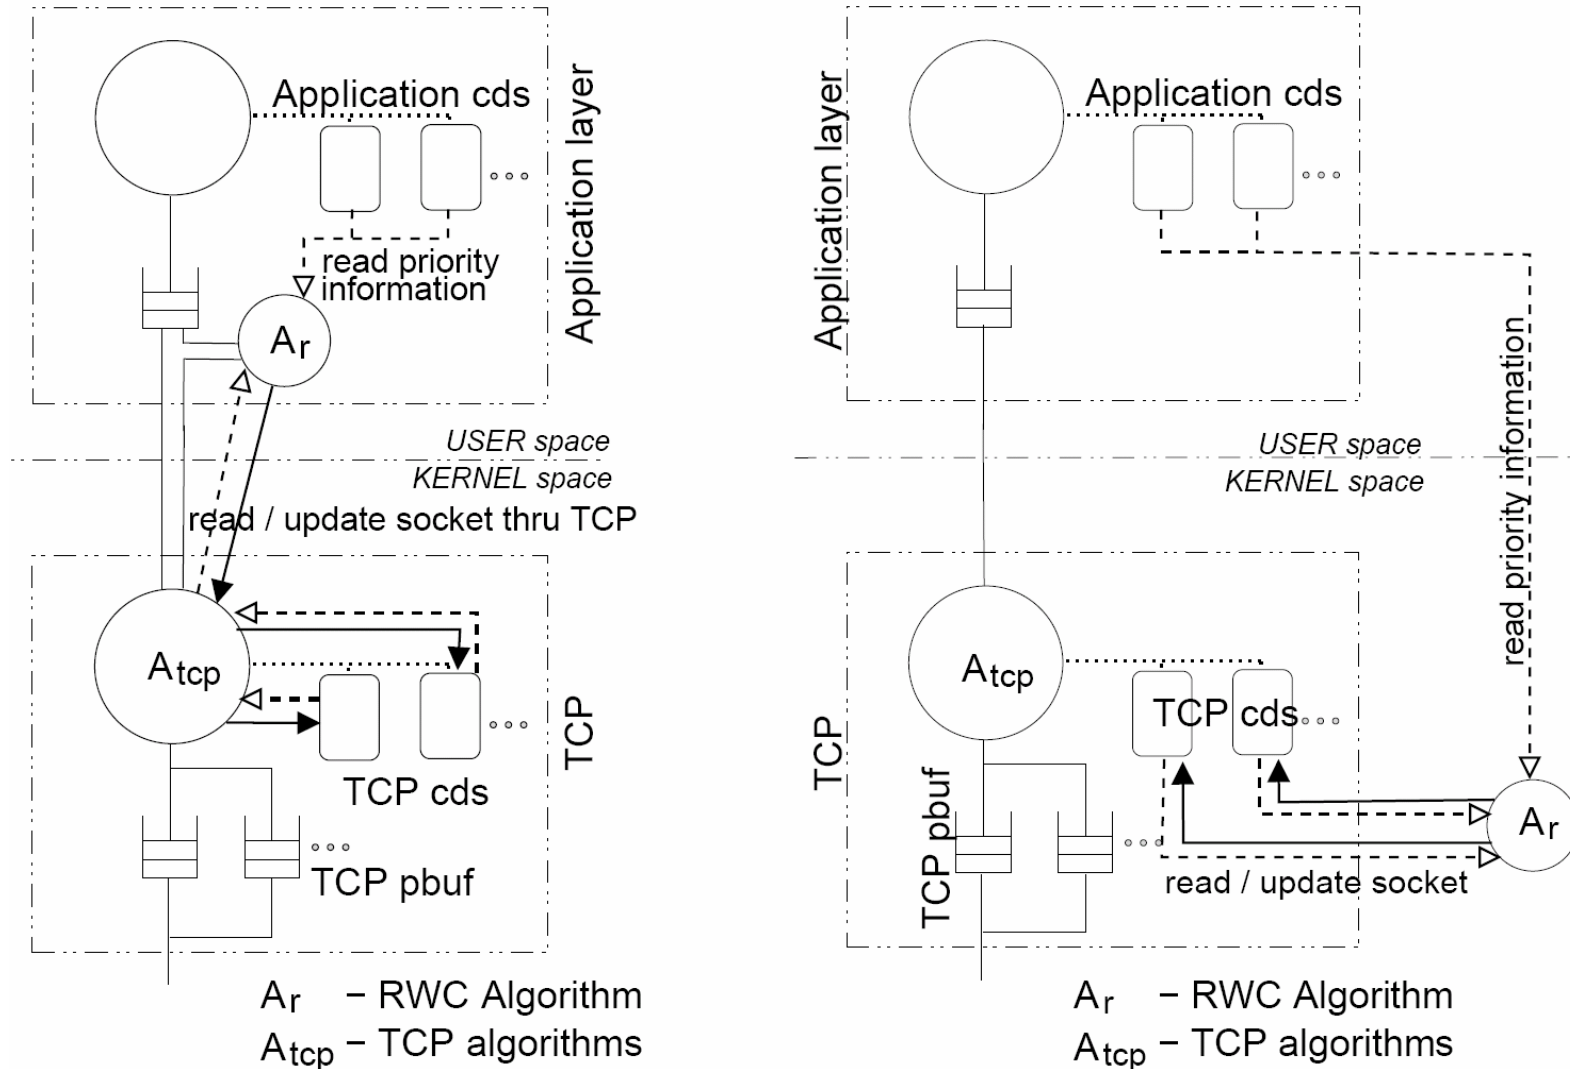 Application cds
Application layer
read priority
information
Ar
USER space
KERNEL space
read / update socket thru TCP
Atcp
TCP
TCP cds
TCP pbuf
Ar – RWC Algorithm
Atcp – TCP algorithms
Application cds
Application layer
read priority information
USER space
KERNEL space
Atcp
TCP cds
TCP
TCP pbuf
Ar
read / update socket
Ar – RWC Algorithm
Atcp – TCP algorithms